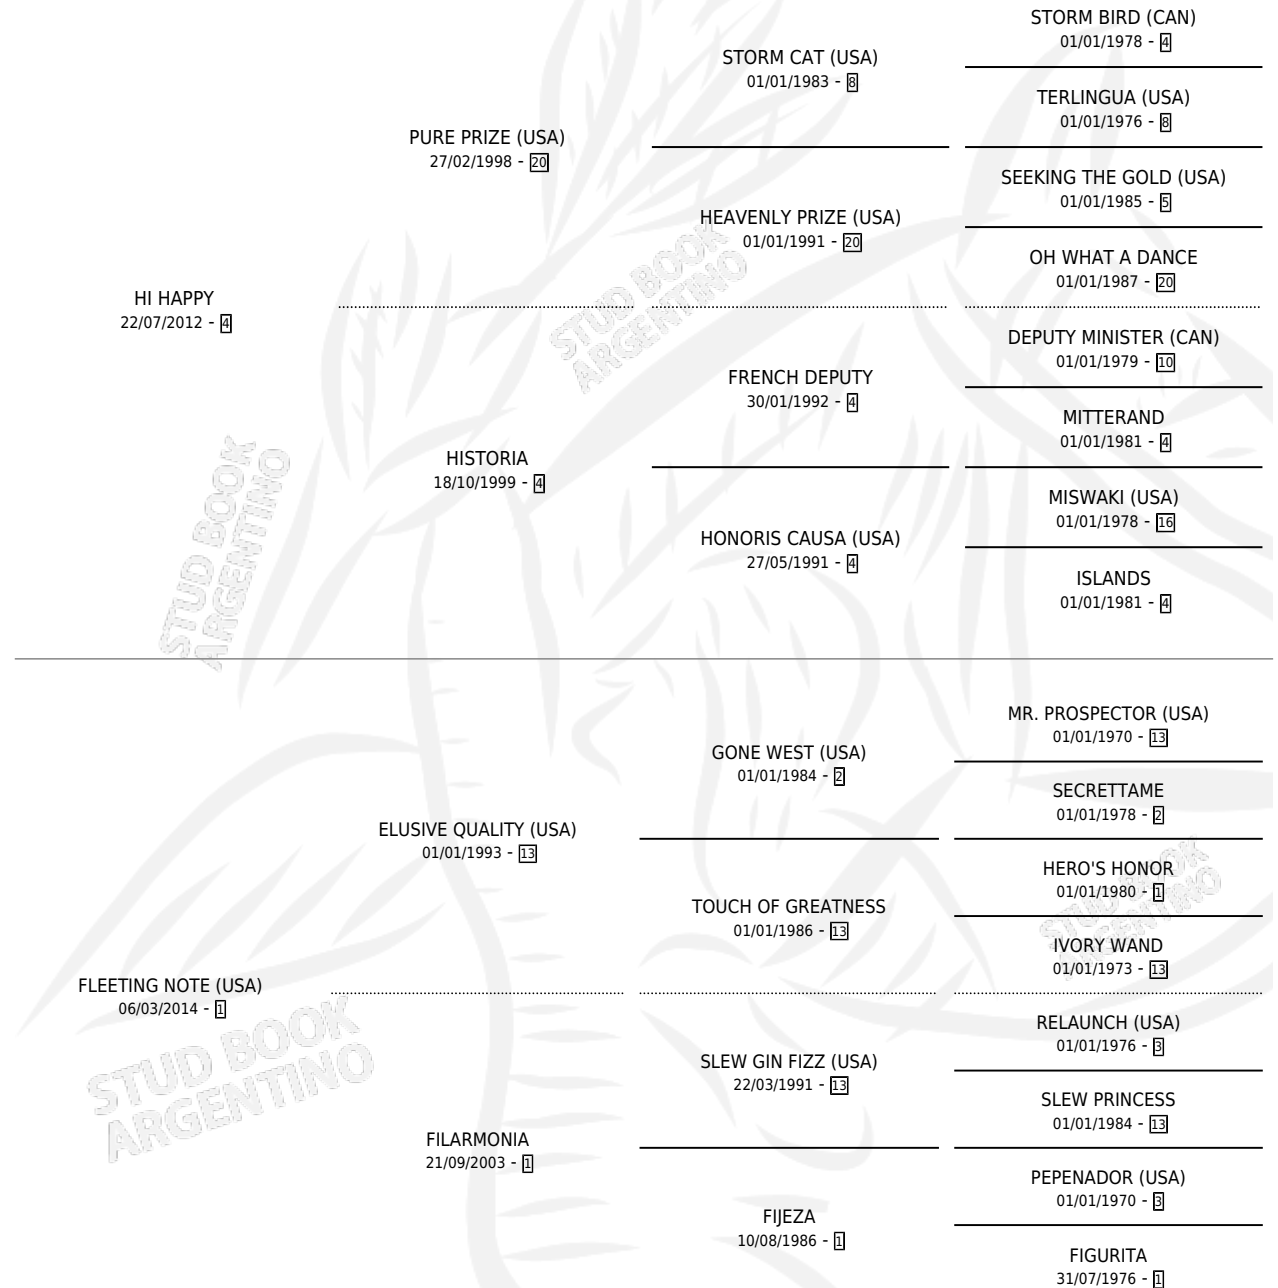 STORM BIRD (CAN)
01/01/1978 - 4
STORM CAT (USA)
01/01/1983 - 8
TERLINGUA (USA)
01/01/1976 - 8
PURE PRIZE (USA)
27/02/1998 - 20
SEEKING THE GOLD (USA)
01/01/1985 - 5
HEAVENLY PRIZE (USA)
01/01/1991 - 20
OH WHAT A DANCE
01/01/1987 - 20
HI HAPPY
22/07/2012 - 4
DEPUTY MINISTER (CAN)
01/01/1979 - 10
FRENCH DEPUTY
30/01/1992 - 4
MITTERAND
01/01/1981 - 4
HISTORIA
18/10/1999 - 4
MISWAKI (USA)
01/01/1978 - 16
HONORIS CAUSA (USA)
27/05/1991 - 4
ISLANDS
01/01/1981 - 4
MR. PROSPECTOR (USA)
01/01/1970 - 13
GONE WEST (USA)
01/01/1984 - 2
SECRETTAME
01/01/1978 - 2
ELUSIVE QUALITY (USA)
01/01/1993 - 13
HERO'S HONOR
01/01/1980 - 1
TOUCH OF GREATNESS
01/01/1986 - 13
IVORY WAND
01/01/1973 - 13
FLEETING NOTE (USA)
06/03/2014 - 1
RELAUNCH (USA)
01/01/1976 - 3
SLEW GIN FIZZ (USA)
22/03/1991 - 13
SLEW PRINCESS
01/01/1984 - 13
FILARMONIA
21/09/2003 - 1
PEPENADOR (USA)
01/01/1970 - 3
FIJEZA
10/08/1986 - 1
FIGURITA
31/07/1976 - 1
STUD BOOK
ARGENTINO
STUD BOOK
ARGENTINO
STUD BOOK
ARGENTINO
STUD BOOK
ARGENTINO